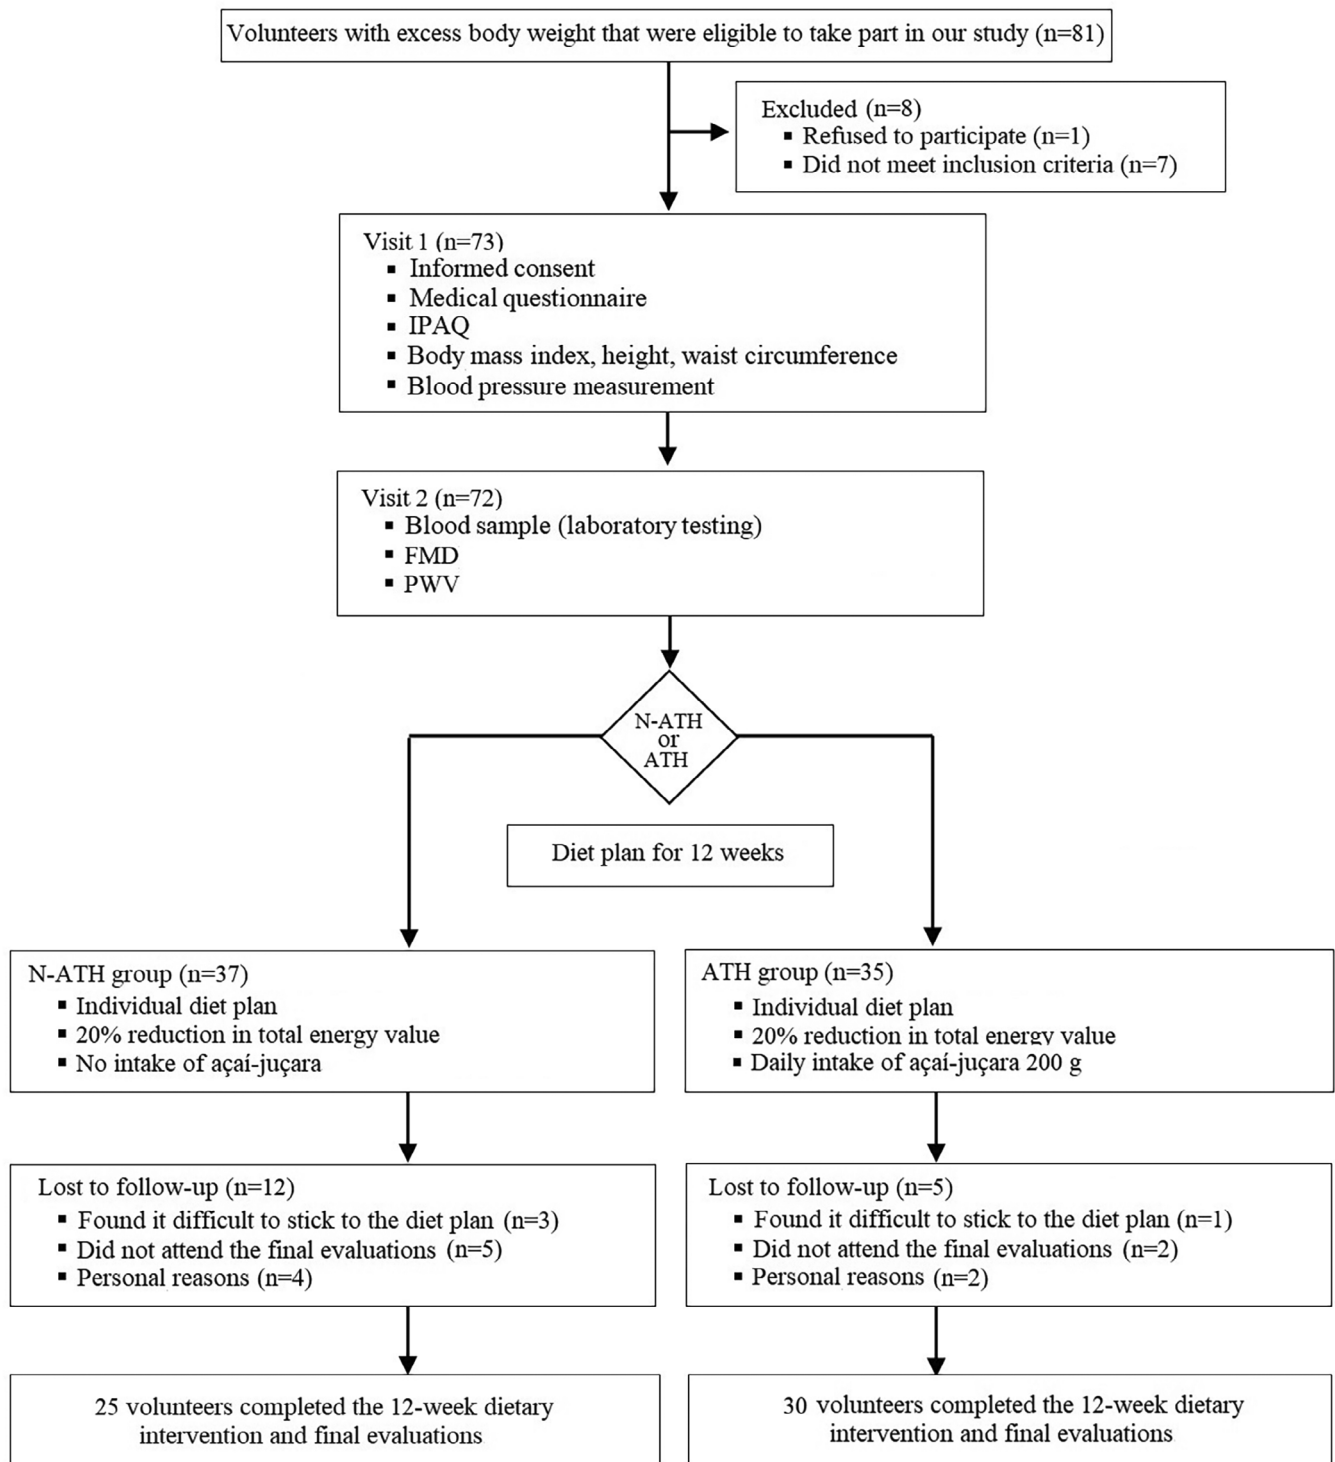 Volunteers with excess body weight that were eligible to take part in our study (n=81)
Excluded (n=8)
▪ Refused to participate (n=1)
▪ Did not meet inclusion criteria (n=7)
Visit 1 (n=73)
▪ Informed consent
▪ Medical questionnaire
▪ IPAQ
▪ Body mass index, height, waist circumference
▪ Blood pressure measurement
Visit 2 (n=72)
▪ Blood sample (laboratory testing)
▪ FMD
▪ PWV
N-ATH
or
ATH
Diet plan for 12 weeks
N-ATH group (n=37)
▪ Individual diet plan
▪ 20% reduction in total energy value
▪ No intake of açaí-juçara
ATH group (n=35)
▪ Individual diet plan
▪ 20% reduction in total energy value
▪ Daily intake of açaí-juçara 200 g
Lost to follow-up (n=12)
▪ Found it difficult to stick to the diet plan (n=3)
▪ Did not attend the final evaluations (n=5)
▪ Personal reasons (n=4)
Lost to follow-up (n=5)
▪ Found it difficult to stick to the diet plan (n=1)
▪ Did not attend the final evaluations (n=2)
▪ Personal reasons (n=2)
25 volunteers completed the 12-week dietary
intervention and final evaluations
30 volunteers completed the 12-week dietary
intervention and final evaluations